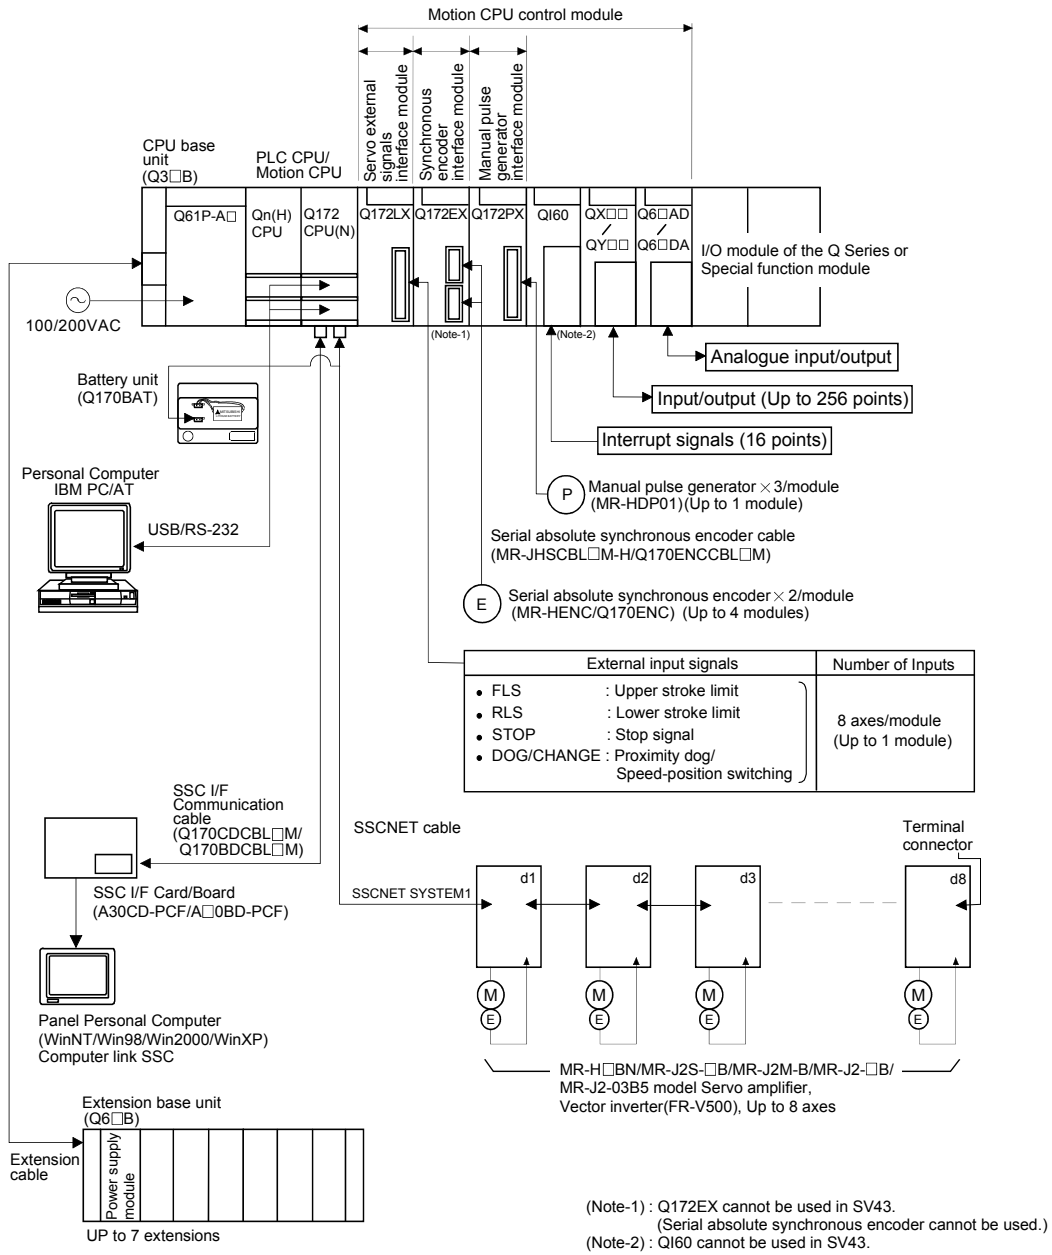 Motion CPU control module
Servo external
signals
interface module
Synchronous
encoder
interface module
Manual pulse
generator
interface module
CPU base
unit
(Q3□B)
PLC CPU/
Motion CPU
Q61P-A□
Qn(H)
CPU
Q172
CPU(N)
Q172LX
Q172EX
Q172PX
QI60
QX□□
/
QY□□
Q6□AD
/
Q6□DA
I/O module of the Q Series or
Special function module
100/200VAC
(Note-1)
(Note-2)
Analogue input/output
Input/output (Up to 256 points)
Interrupt signals (16 points)
Battery unit
(Q170BAT)
MITSUBISHI
Personal Computer
IBM PC/AT
USB/RS-232
P
Manual pulse generator × 3/module
(MR-HDP01)(Up to 1 module)
Serial absolute synchronous encoder cable
(MR-JHSCBL□M-H/Q170ENCCBL□M)
E
Serial absolute synchronous encoder × 2/module
(MR-HENC/Q170ENC) (Up to 4 modules)
External input signals
Number of Inputs
• FLS : Upper stroke limit
• RLS : Lower stroke limit
• STOP : Stop signal
• DOG/CHANGE : Proximity dog/
Speed-position switching
8 axes/module
(Up to 1 module)
SSC I/F
Communication
cable
(Q170CDCBL□M/
Q170BDCBL□M)
SSCNET cable
Terminal
connector
SSC I/F Card/Board
(A30CD-PCF/A□0BD-PCF)
SSCNET SYSTEM1
d1
d2
d3
d8
M
E
M
E
M
E
M
E
Panel Personal Computer
(WinNT/Win98/Win2000/WinXP)
Computer link SSC
MR-H□BN/MR-J2S-□B/MR-J2M-B/MR-J2-□B/
MR-J2-03B5 model Servo amplifier,
Vector inverter(FR-V500), Up to 8 axes
Extension base unit
(Q6□B)
Extension
cable
Power supply
module
UP to 7 extensions
(Note-1) : Q172EX cannot be used in SV43.
(Serial absolute synchronous encoder cannot be used.)
(Note-2) : QI60 cannot be used in SV43.